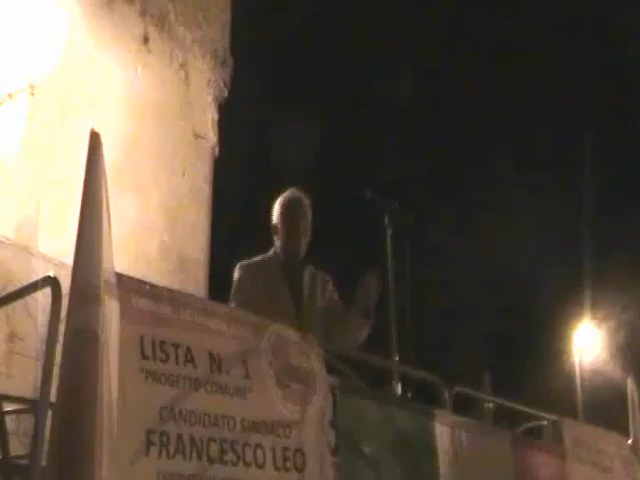 LISTA N. 1
"PROGETTO COMUNE"
CANDIDATO SINDACO
FRANCESCO LEO